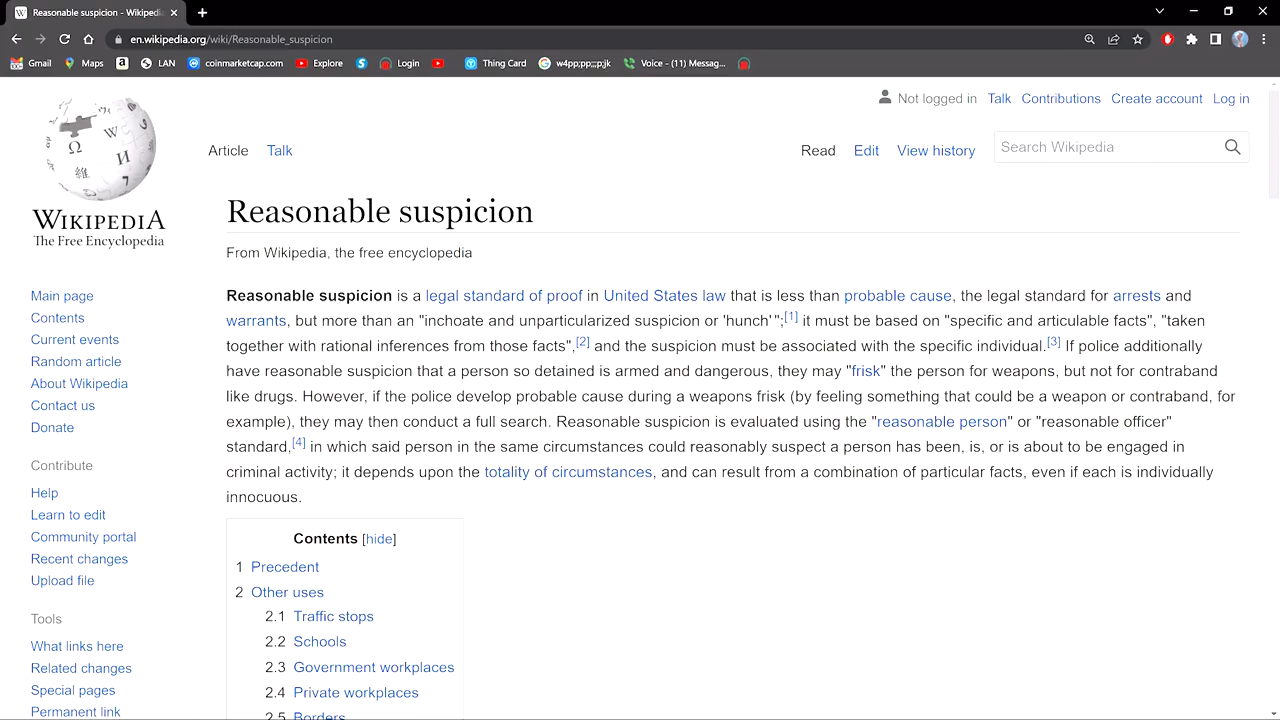 Reasonable suspicion - Wikipedi
en.wikipedia.org/wiki/Reasonable_suspicion
Gmail Maps LAN coinmarketcap.com Explore Login Thing Card w4pp;pp;;p;jk Voice - (11) Messag...
Not logged in Talk Contributions Create account Log in
Article Talk Read Edit View history Search Wikipedia
WIKIPEDIA
The Free Encyclopedia
Main page
Contents
Current events
Random article
About Wikipedia
Contact us
Donate
Contribute
Help
Learn to edit
Community portal
Recent changes
Upload file
Tools
What links here
Related changes
Special pages
Permanent link
Reasonable suspicion
From Wikipedia, the free encyclopedia
Reasonable suspicion is a legal standard of proof in United States law that is less than probable cause, the legal standard for arrests and
warrants, but more than an "inchoate and unparticularized suspicion or 'hunch' ";[1] it must be based on "specific and articulable facts", "taken
together with rational inferences from those facts",[2] and the suspicion must be associated with the specific individual.[3] If police additionally
have reasonable suspicion that a person so detained is armed and dangerous, they may "frisk" the person for weapons, but not for contraband
like drugs. However, if the police develop probable cause during a weapons frisk (by feeling something that could be a weapon or contraband, for
example), they may then conduct a full search. Reasonable suspicion is evaluated using the "reasonable person" or "reasonable officer"
standard,[4] in which said person in the same circumstances could reasonably suspect a person has been, is, or is about to be engaged in
criminal activity; it depends upon the totality of circumstances, and can result from a combination of particular facts, even if each is individually
innocuous.
Contents [hide]
1 Precedent
2 Other uses
2.1 Traffic stops
2.2 Schools
2.3 Government workplaces
2.4 Private workplaces
2.5 Borders